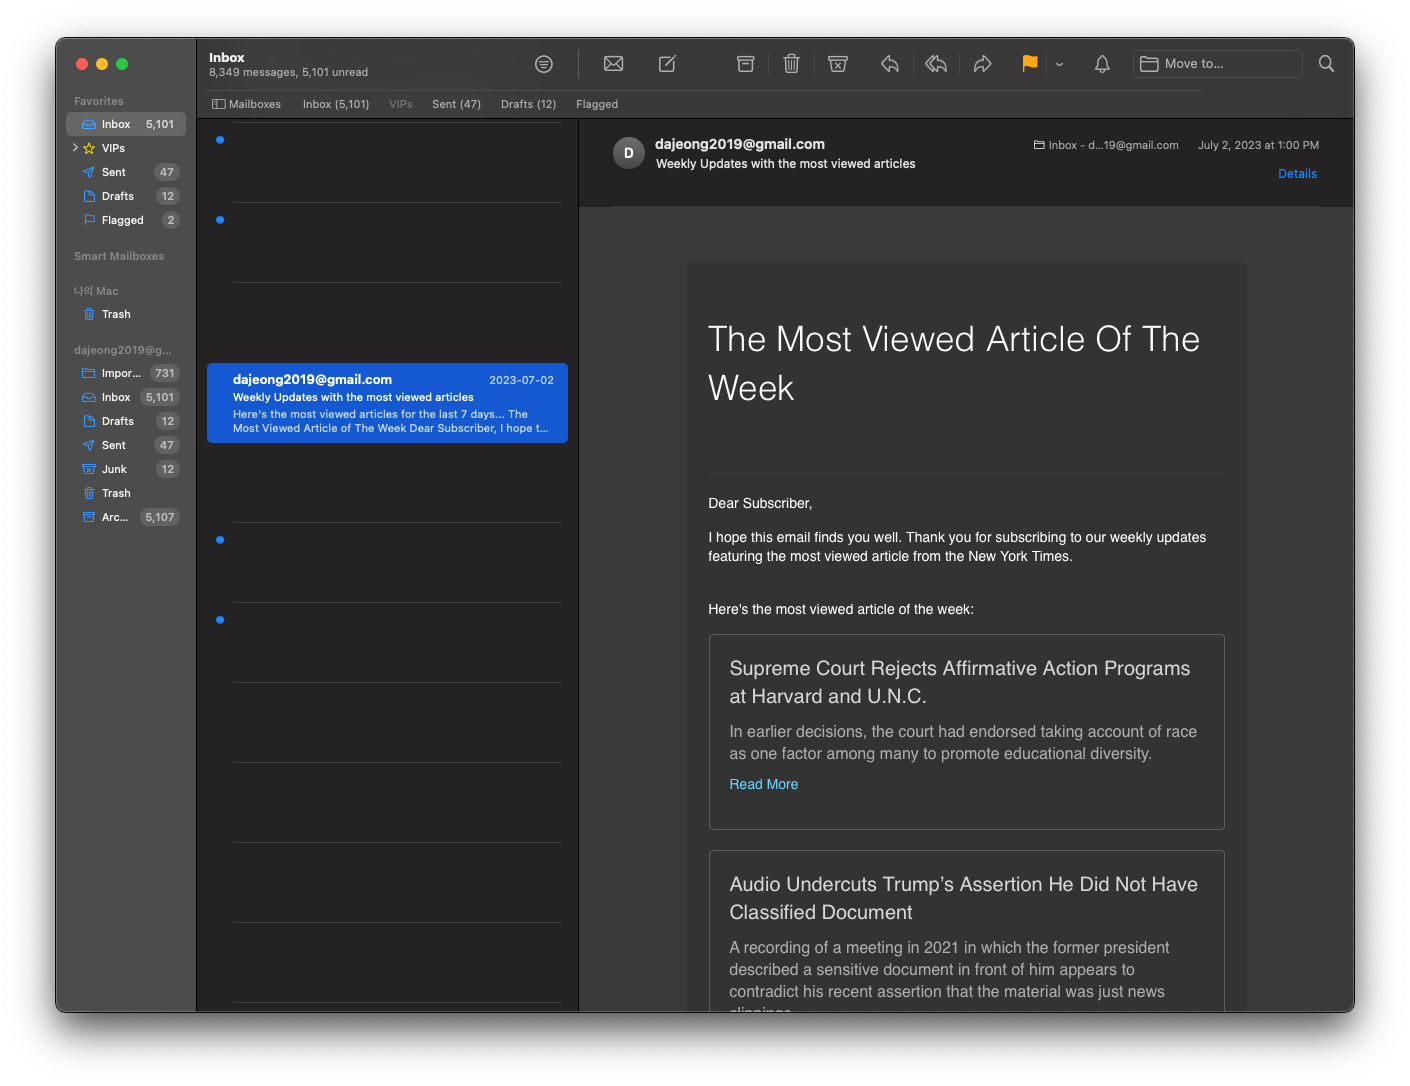 Inbox
8,349 messages, 5,101 unread
Move to...
Mailboxes Inbox (5,101) VIPs Sent (47) Drafts (12) Flagged
Favorites
Inbox 5,101
VIPs
Sent 47
Drafts 12
Flagged 2
Smart Mailboxes
나의 Mac
Trash
dajeong2019@g...
Impor... 731
Inbox 5,101
Drafts 12
Sent 47
Junk 12
Trash
Arc... 5,107
dajeong2019@gmail.com 2023-07-02
Weekly Updates with the most viewed articles
Here's the most viewed articles for the last 7 days... The
Most Viewed Article of The Week Dear Subscriber, I hope t...
D
dajeong2019@gmail.com
Inbox - d...19@gmail.com July 2, 2023 at 1:00 PM
Weekly Updates with the most viewed articles
Details
The Most Viewed Article Of The
Week
Dear Subscriber,
I hope this email finds you well. Thank you for subscribing to our weekly updates
featuring the most viewed article from the New York Times.
Here's the most viewed article of the week:
Supreme Court Rejects Affirmative Action Programs
at Harvard and U.N.C.
In earlier decisions, the court had endorsed taking account of race
as one factor among many to promote educational diversity.
Read More
Audio Undercuts Trump’s Assertion He Did Not Have
Classified Document
A recording of a meeting in 2021 in which the former president
described a sensitive document in front of him appears to
contradict his recent assertion that the material was just news